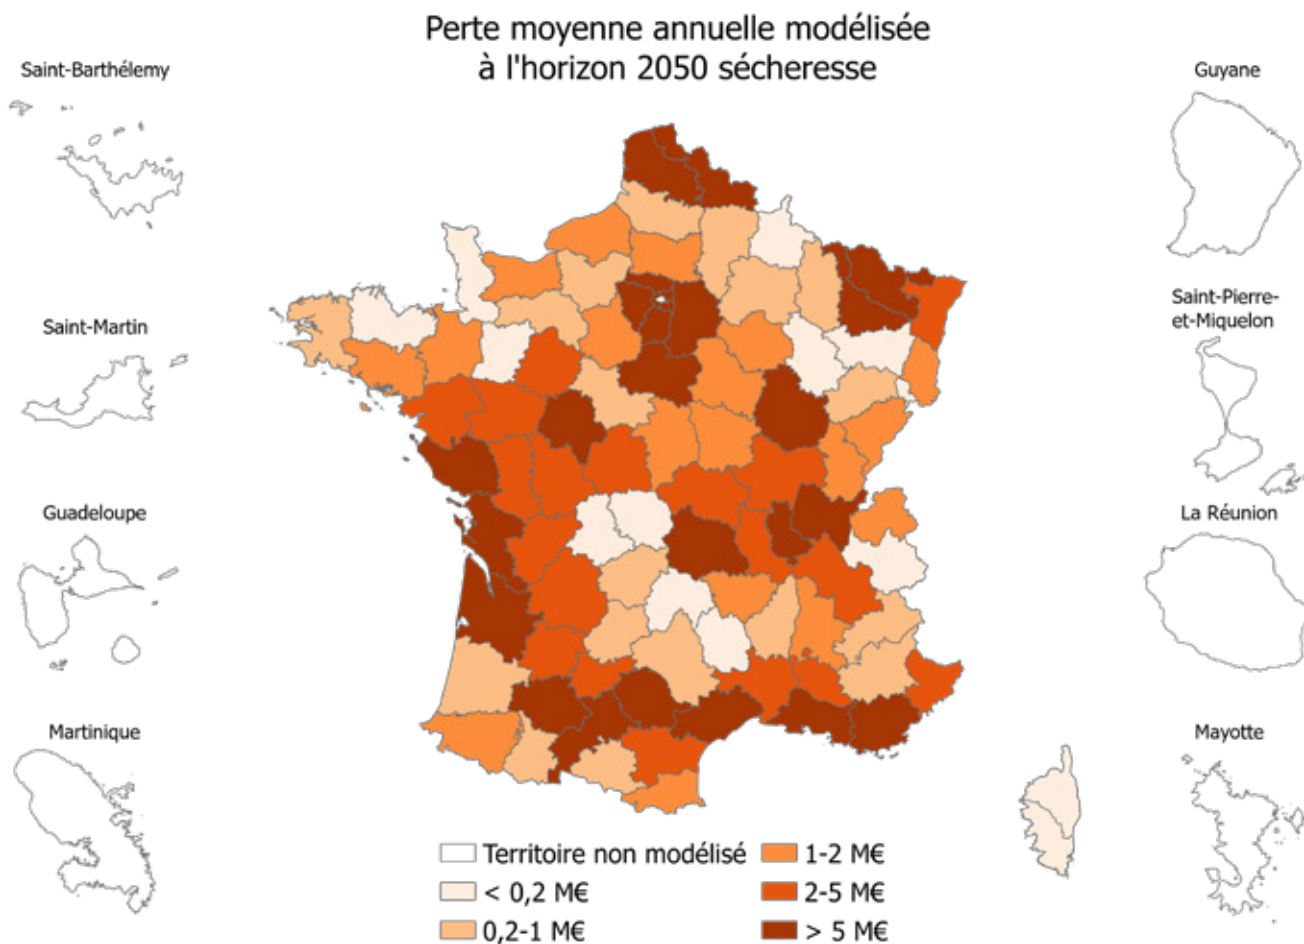 Perte moyenne annuelle modélisée
à l'horizon 2050 sécheresse
Saint-Barthélemy
Guyane
Saint-Martin
Saint-Pierre-
et-Miquelon
Guadeloupe
La Réunion
Martinique
Mayotte
Territoire non modélisé
< 0,2 M€
0,2-1 M€
1-2 M€
2-5 M€
> 5 M€